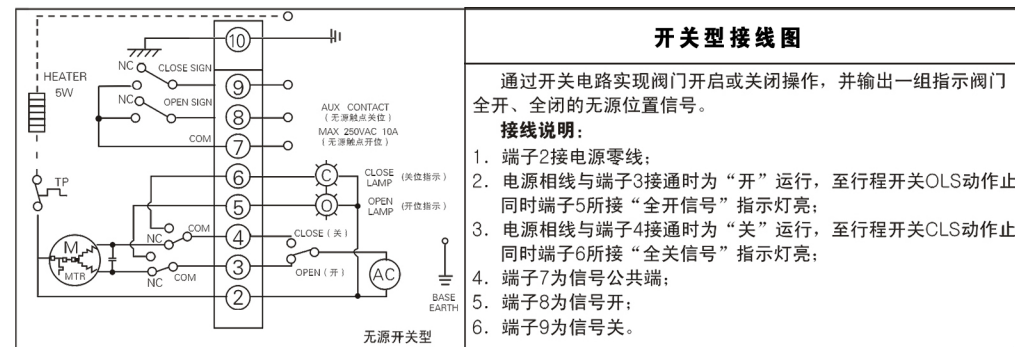 ⑩
NC
CLOSE SIGN
HEATER
5W
⑨
NC
OPEN SIGN
⑧
AUX CONTACT
(无源触点关位)
MAX 250VAC 10A
(无源触点开位)
COM
⑦
⑥
C
CLOSE
LAMP
(关位指示)
TP
⑤
O
OPEN
LAMP
(开位指示)
COM
④
CLOSE(关)
NC
M
MTR
③
OPEN(开)
AC
COM
NC
②
BASE
EARTH
无源开关型
开关型接线图
通过开关电路实现阀门开启或关闭操作，并输出一组指示阀门
全开、全闭的无源位置信号。
接线说明：
1．端子2接电源零线；
2．电源相线与端子3接通时为“开”运行，至行程开关OLS动作止
同时端子5所接“全开信号”指示灯亮；
3．电源相线与端子4接通时为“关”运行，至行程开关CLS动作止
同时端子6所接“全关信号”指示灯亮；
4．端子7为信号公共端；
5．端子8为信号开；
6．端子9为信号关。